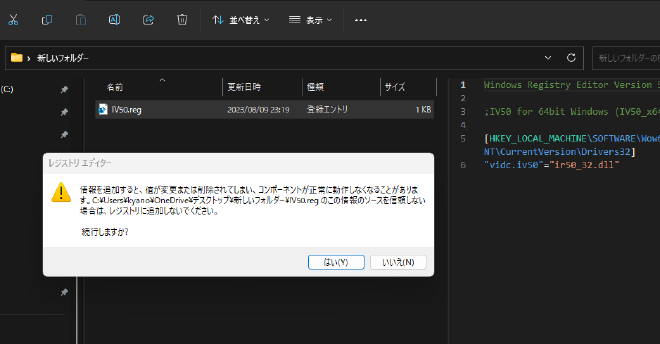 並べ替え
表示
新しいフォルダー
新しいフォルダーの
(C:)
名前
更新日時
種類
サイズ
IV50.reg
2023/08/09 23:19
登録エントリ
1 KB
1
Windows Registry Editor Version 5
2
3
;IV50 for 64bit Windows (IV50_x64
4
5
[HKEY_LOCAL_MACHINE\SOFTWARE\Wow6
NT\CurrentVersion\Drivers32]
6
"vidc.iv50"="ir50_32.dll"
レジストリ エディター
情報を追加すると、値が変更または削除されてしまい、コンポーネントが正常に動作しなくなることがありま
す。C:¥Users¥kyano¥OneDrive¥デスクトップ¥新しいフォルダー¥IV50.reg のこの情報のソースを信頼しない
場合は、レジストリに追加しないでください。
続行しますか?
はい(Y)
いいえ(N)